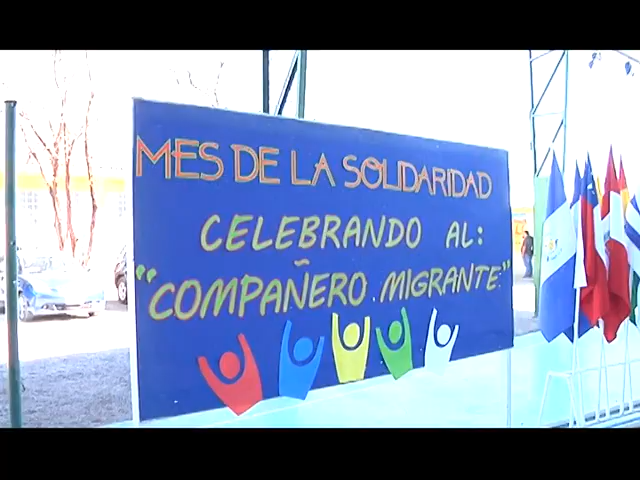 MES DE LA SOLIDARIDAD
CELEBRANDO AL:
"COMPAÑERO MIGRANTE"